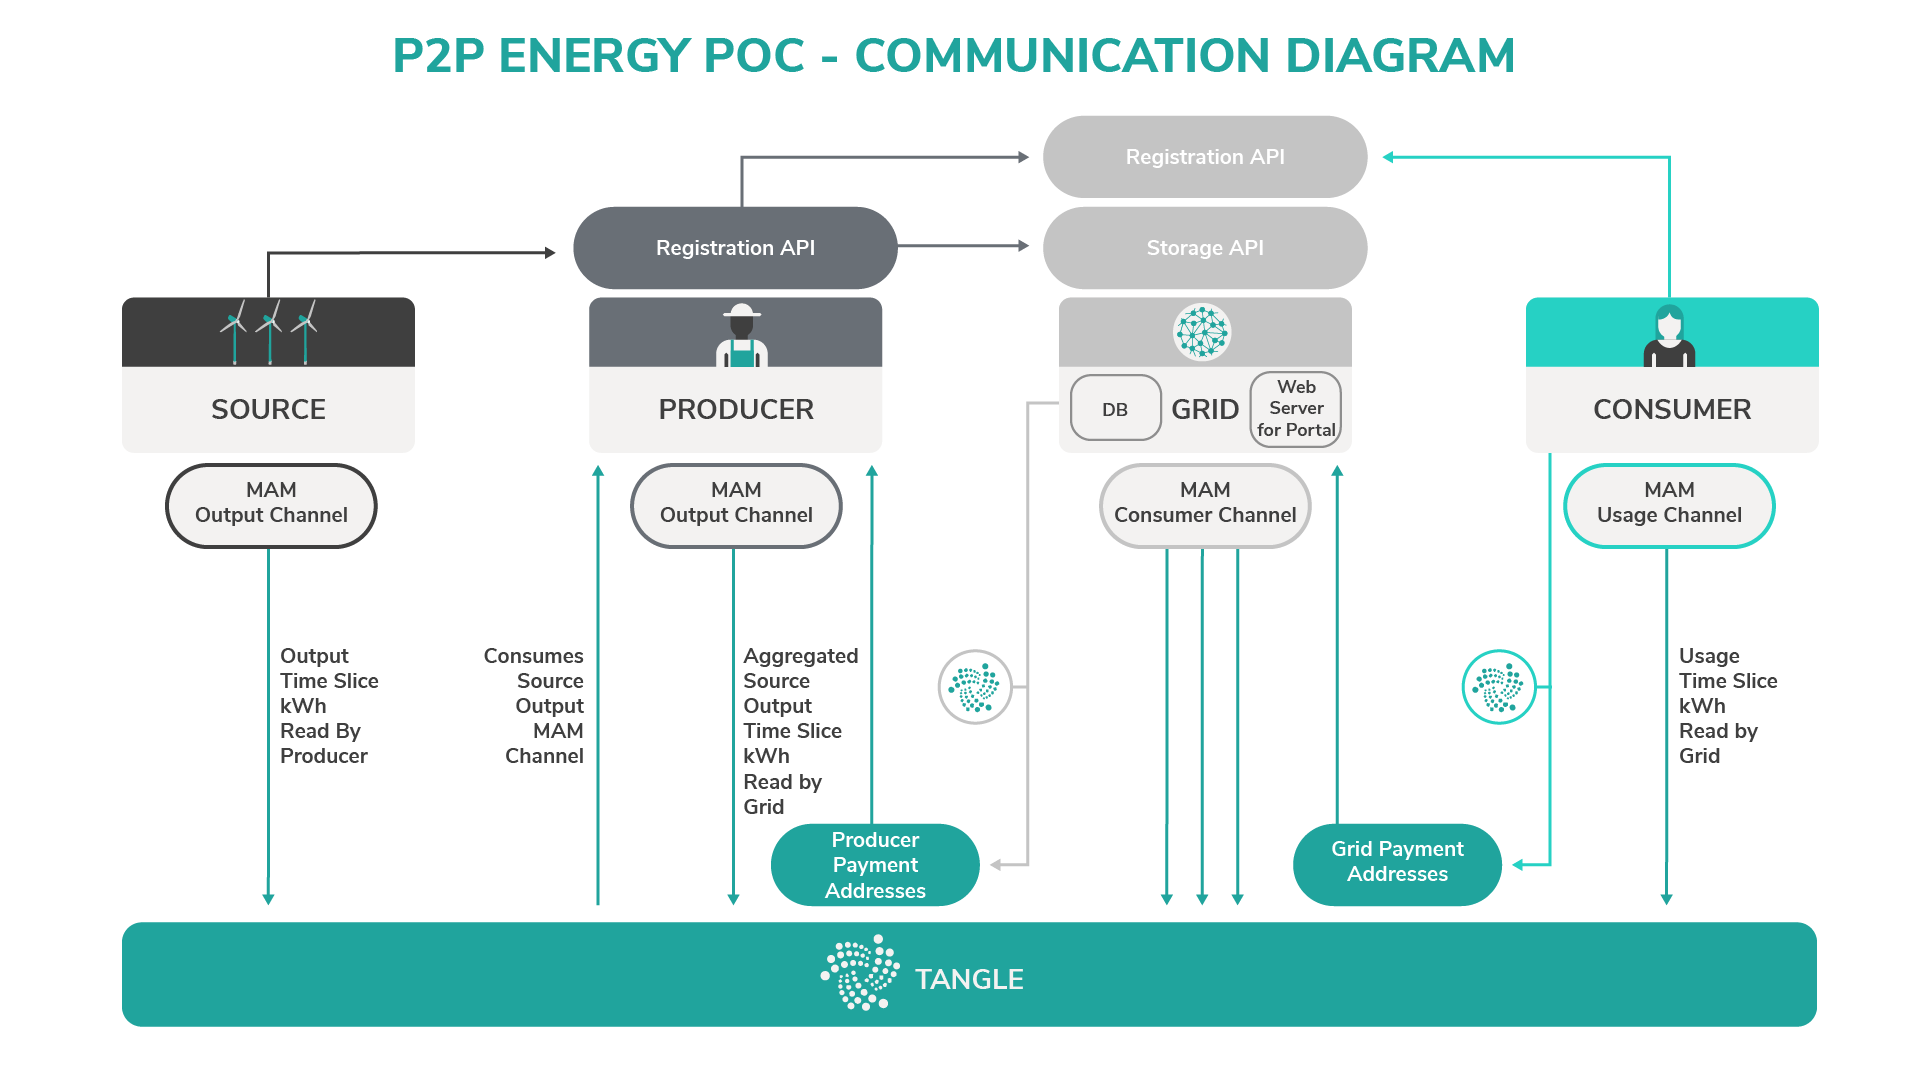 P2P ENERGY POC - COMMUNICATION DIAGRAM
Registration API
Registration API
Storage API
SOURCE
PRODUCER
DB
GRID
Web
Server
for Portal
CONSUMER
MAM
Output Channel
MAM
Output Channel
MAM
Consumer Channel
MAM
Usage Channel
Output
Time Slice
kWh
Read By
Producer
Consumes
Source
Output
MAM
Channel
Aggregated
Source
Output
Time Slice
kWh
Read by
Grid
Usage
Time Slice
kWh
Read by
Grid
Producer
Payment
Addresses
Grid Payment
Addresses
TANGLE